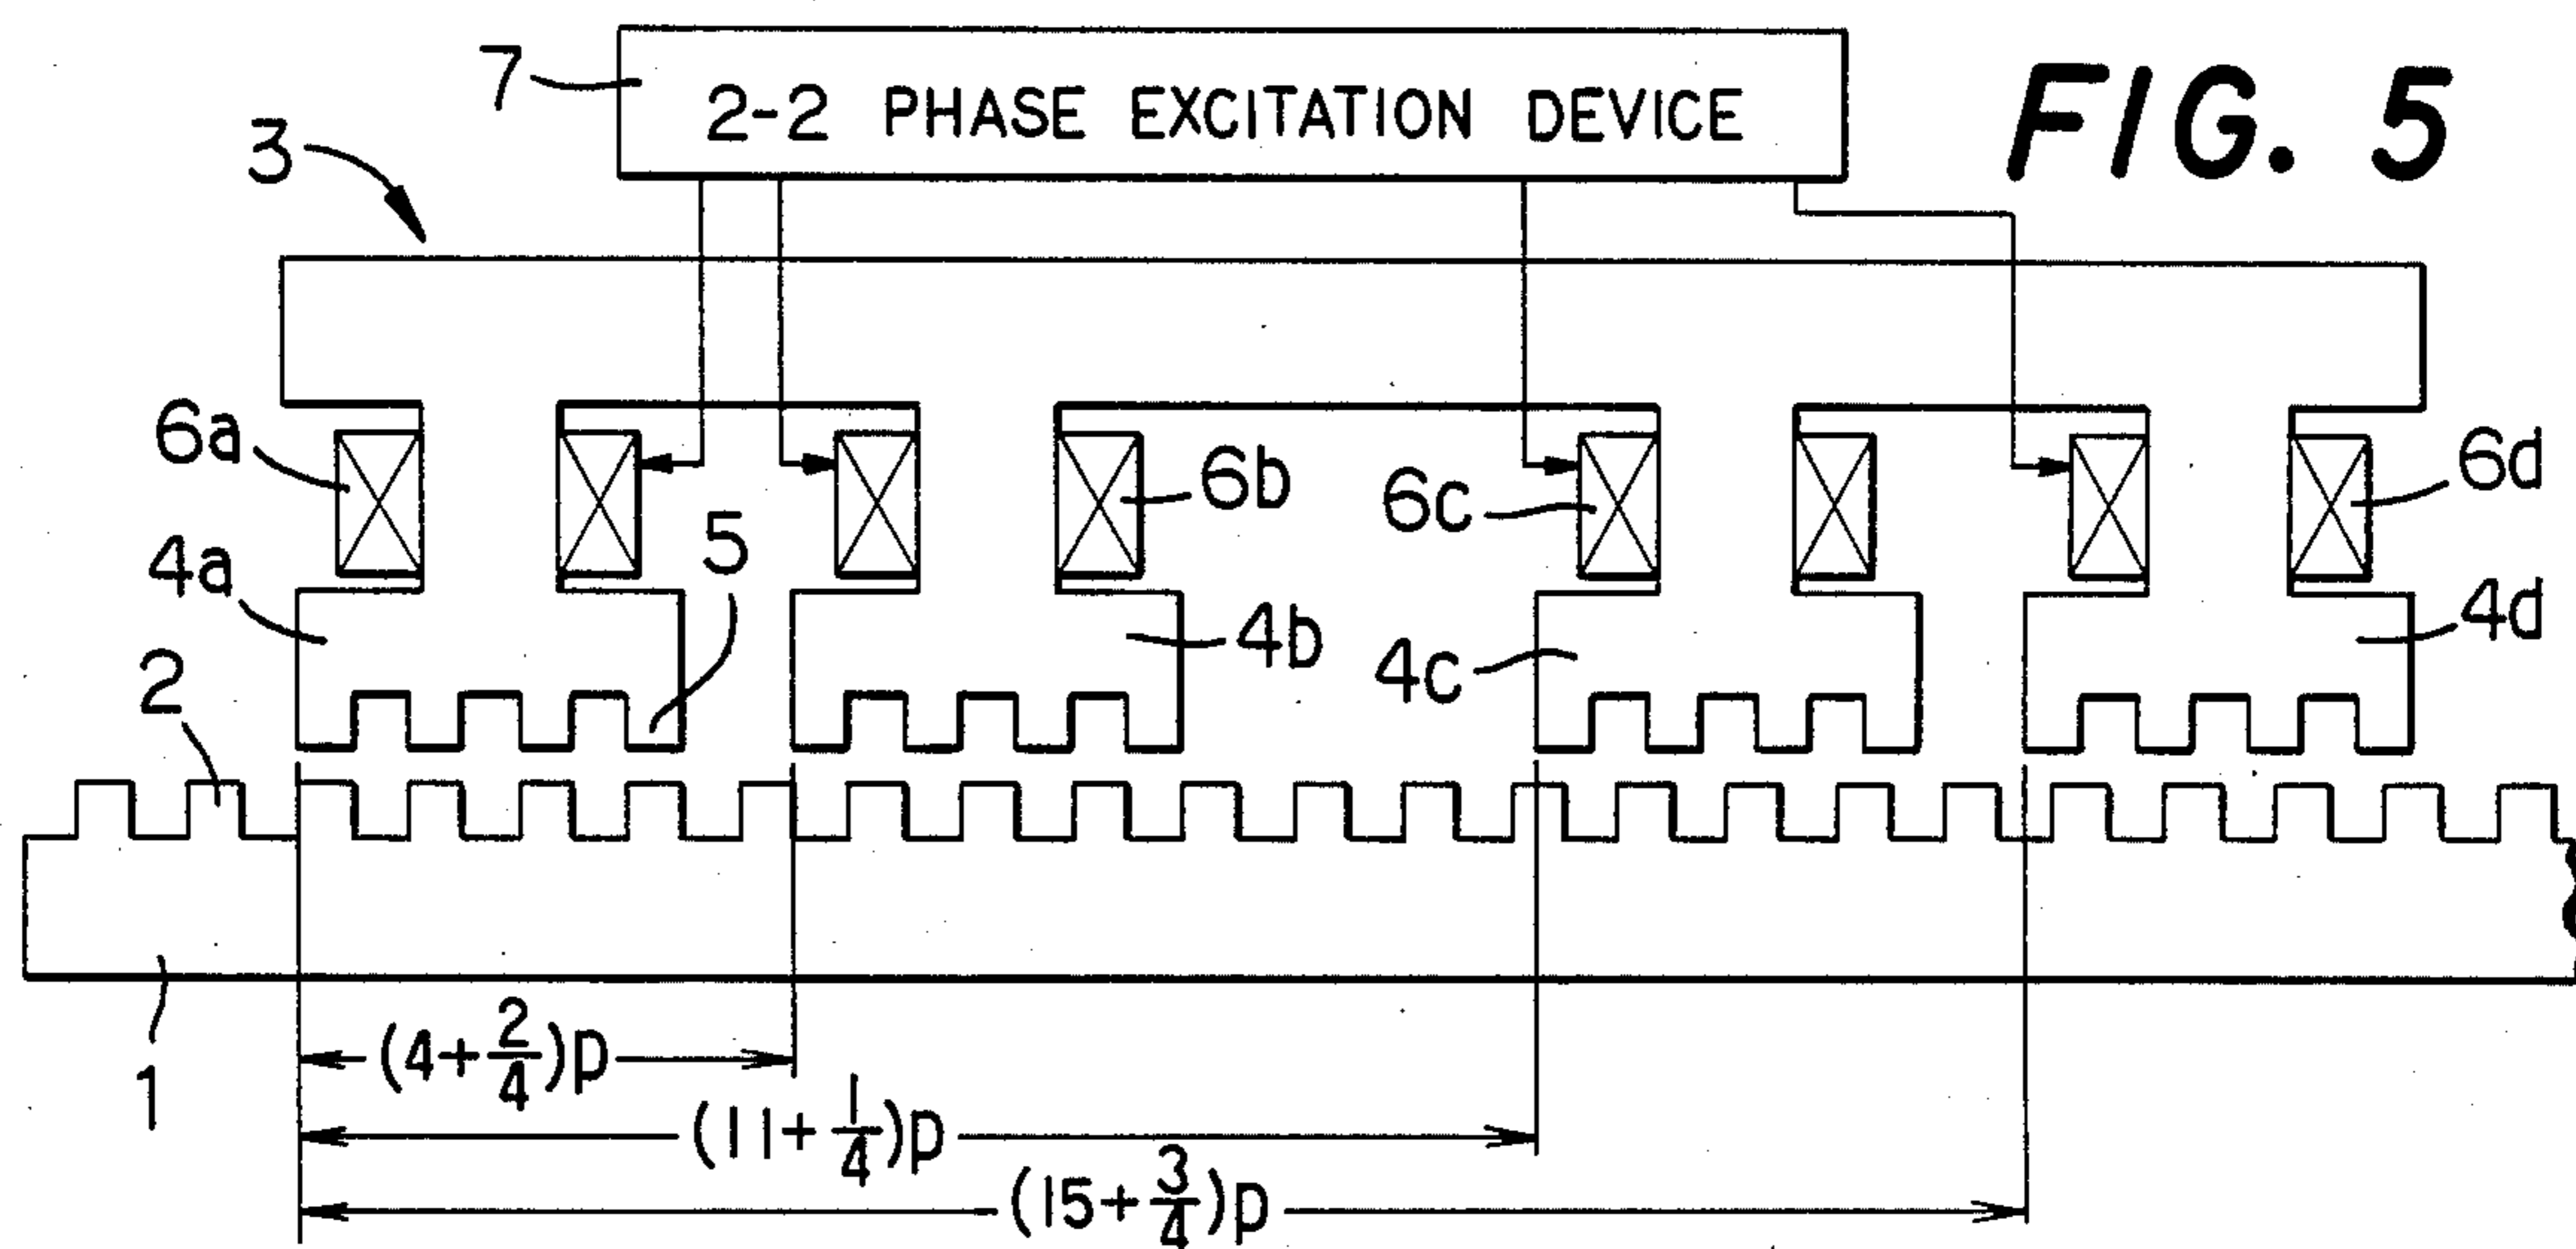 FIG. 5
7
2-2 PHASE EXCITATION DEVICE
3
6a
6b
6c
6d
5
4a
4b
4c
4d
2
1
(4+2/4)p
(11+1/4)p
(15+3/4)p